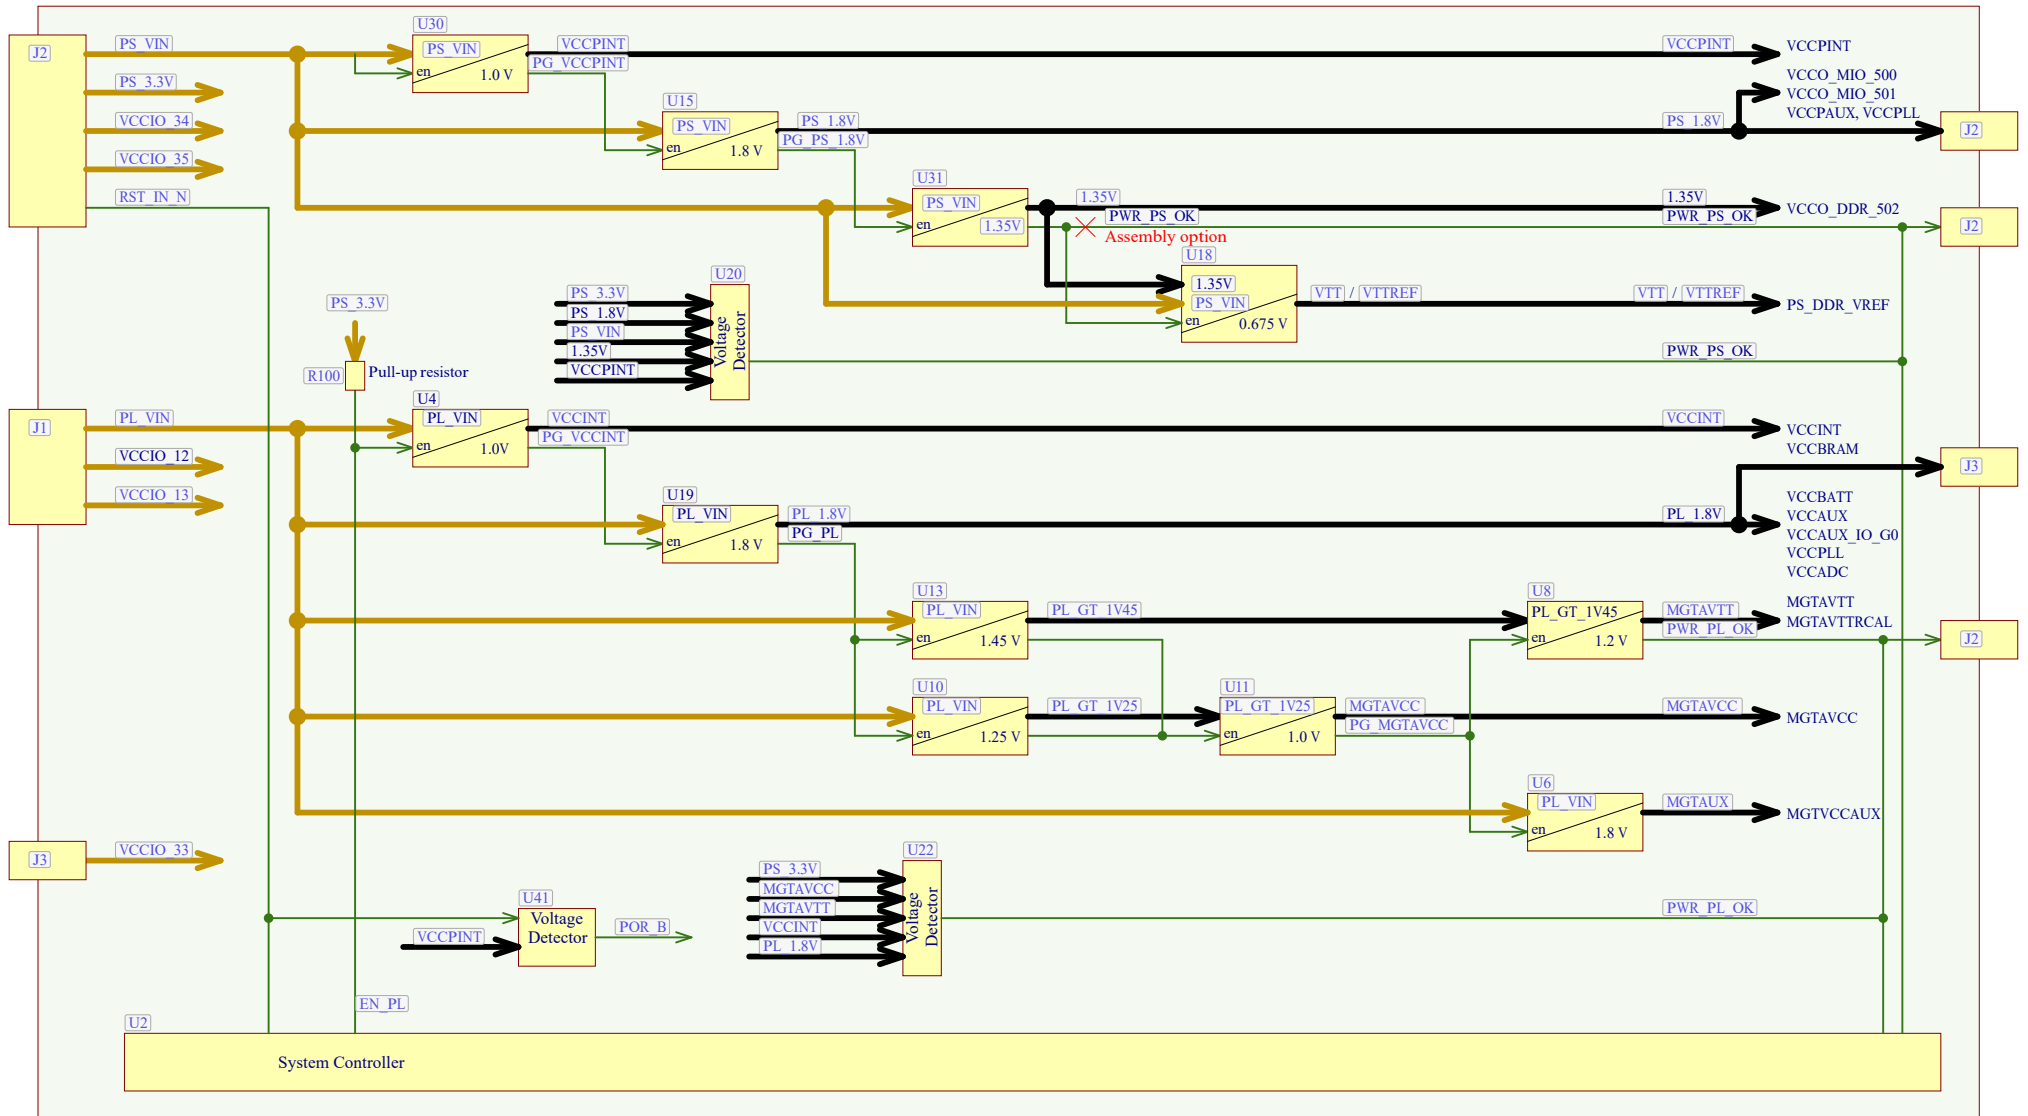 U30
J2
PS_VIN
PS_VIN
VCCPINT
VCCPINT
VCCPINT
PG_VCCPINT
en
1.0 V
PS_3.3V
VCCO_MIO_500
VCCO_MIO_501
VCCPAUX, VCCPLL
U15
VCCIO_34
PS_VIN
PS_1.8V
PS_1.8V
J2
PG_PS_1.8V
en
1.8 V
VCCIO_35
U31
RST_IN_N
PS_VIN
1.35V
1.35V
VCCO_DDR_502
PWR_PS_OK
PWR_PS_OK
en
1.35V
J2
Assembly option
U18
U20
1.35V
PS_3.3V
PS_1.8V
PS_VIN
1.35V
VCCPINT
Voltage
Detector
PS_VIN
en
0.675 V
VTT / VTTREF
VTT / VTTREF
PS_DDR_VREF
PS_3.3V
PWR_PS_OK
R100
Pull-up resistor
U4
J1
PL_VIN
PL_VIN
VCCINT
VCCINT
VCCINT
VCCBRAM
PG_VCCINT
en
1.0V
VCCIO_12
J3
VCCIO_13
U19
PL_VIN
PL_1.8V
PL_1.8V
PG_PL
en
1.8 V
VCCBATT
VCCAUX
VCCAUX_IO_G0
VCCPLL
VCCADC
U13
PL_VIN
PL_GT_1V45
en
1.45 V
U8
PL_GT_1V45
en
1.2 V
MGTAVTT
PWR_PL_OK
MGTAVTT
MGTAVTTRCAL
J2
U10
PL_VIN
PL_GT_1V25
en
1.25 V
U11
PL_GT_1V25
en
1.0 V
MGTAVCC
PG_MGTAVCC
MGTAVCC
MGTAVCC
U6
PL_VIN
en
1.8 V
MGTAUX
MGTVCCAUX
J3
VCCIO_33
U22
PS_3.3V
MGTAVCC
MGTAVTT
VCCINT
PL_1.8V
Voltage
Detector
PWR_PL_OK
U41
Voltage
Detector
VCCPINT
POR_B
EN_PL
U2
System Controller